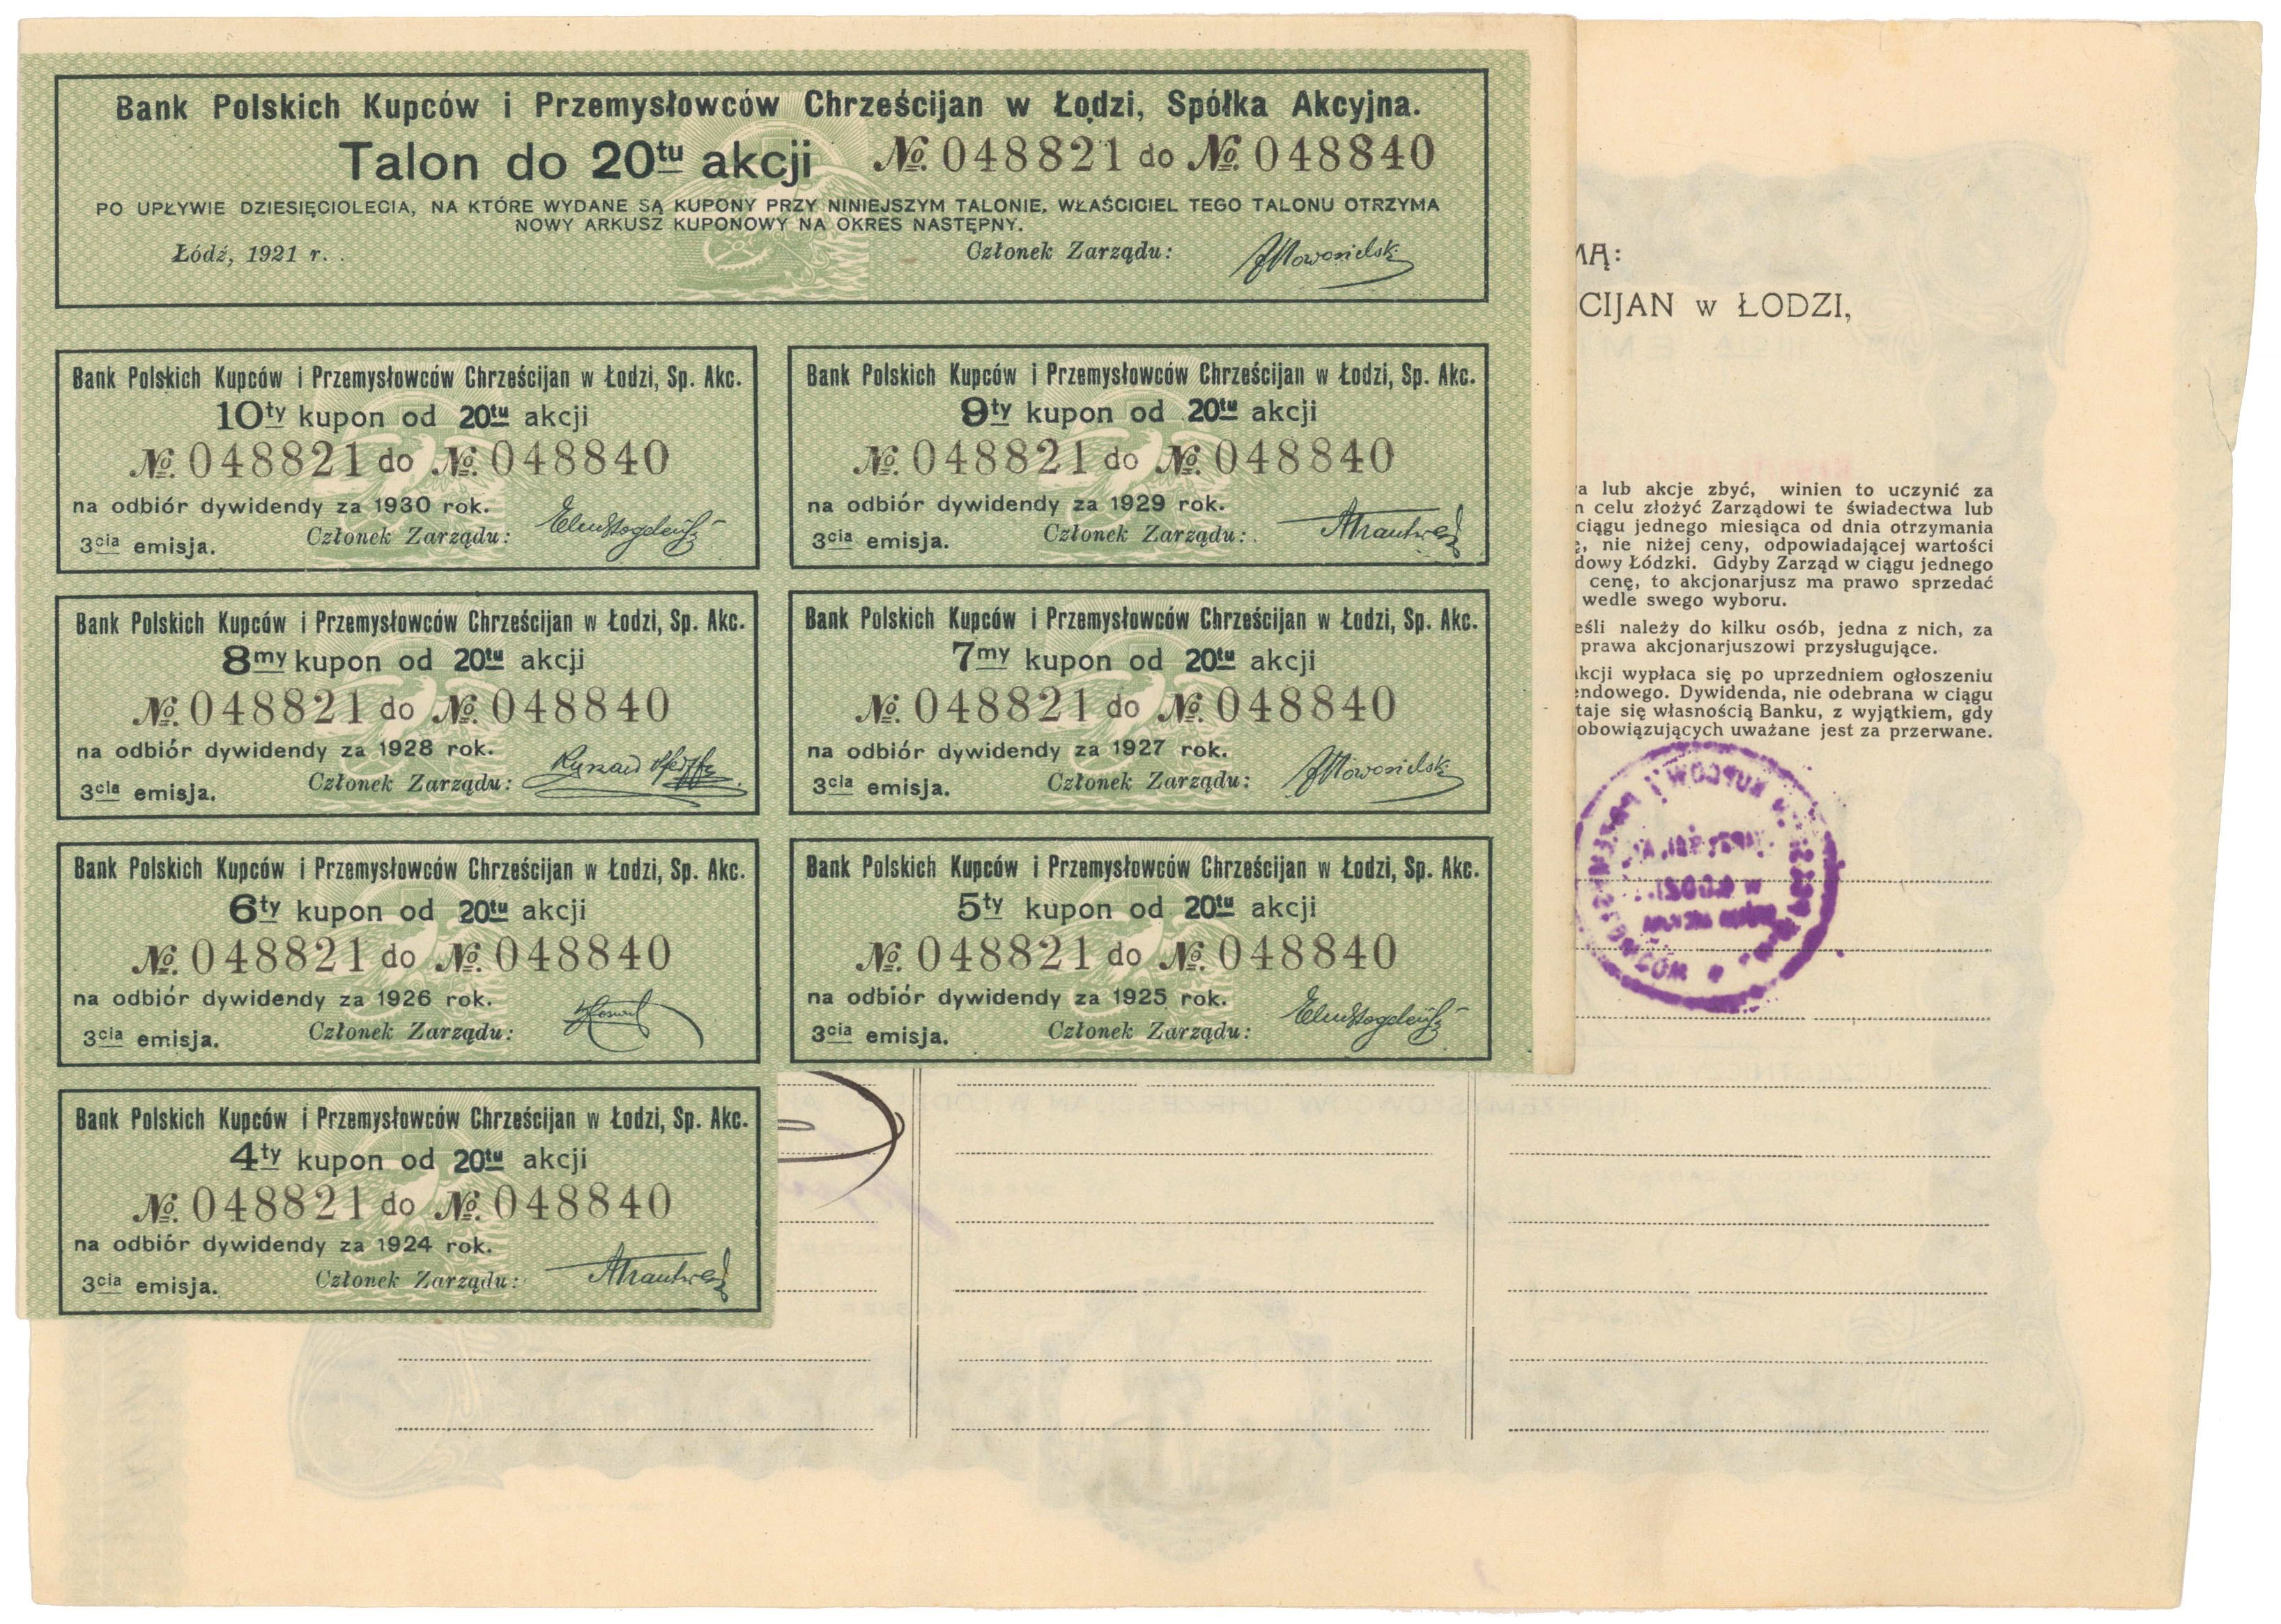 Bank Polskich Kupców i Przemysłowców Chrześcijan w Łodzi, Spółka Akcyjna.
Talon do 20tu akcji № 048821 do № 048840
PO UPŁYWIE DZIESIĘCIOLECIA, NA KTÓRE WYDANE SĄ KUPONY PRZY NINIEJSZYM TALONIE, WŁAŚCICIEL TEGO TALONU OTRZYMA
NOWY ARKUSZ KUPONOWY NA OKRES NASTĘPNY.
Łódź, 1921 r. Członek Zarządu:
Bank Polskich Kupców i Przemysłowców Chrześcijan w Łodzi, Sp. Akc.
10ty kupon od 20tu akcji
№ 048821 do № 048840
na odbiór dywidendy za 1930 rok.
3cia emisja. Członek Zarządu:
Bank Polskich Kupców i Przemysłowców Chrześcijan w Łodzi, Sp. Akc.
9ty kupon od 20tu akcji
№ 048821 do № 048840
na odbiór dywidendy za 1929 rok.
3cia emisja. Członek Zarządu:
Bank Polskich Kupców i Przemysłowców Chrześcijan w Łodzi, Sp. Akc.
8my kupon od 20tu akcji
№ 048821 do № 048840
na odbiór dywidendy za 1928 rok.
3cia emisja. Członek Zarządu:
Bank Polskich Kupców i Przemysłowców Chrześcijan w Łodzi, Sp. Akc.
7my kupon od 20tu akcji
№ 048821 do № 048840
na odbiór dywidendy za 1927 rok.
3cia emisja. Członek Zarządu:
Bank Polskich Kupców i Przemysłowców Chrześcijan w Łodzi, Sp. Akc.
6ty kupon od 20tu akcji
№ 048821 do № 048840
na odbiór dywidendy za 1926 rok.
3cia emisja. Członek Zarządu:
Bank Polskich Kupców i Przemysłowców Chrześcijan w Łodzi, Sp. Akc.
5ty kupon od 20tu akcji
№ 048821 do № 048840
na odbiór dywidendy za 1925 rok.
3cia emisja. Członek Zarządu:
Bank Polskich Kupców i Przemysłowców Chrześcijan w Łodzi, Sp. Akc.
4ty kupon od 20tu akcji
№ 048821 do № 048840
na odbiór dywidendy za 1924 rok.
3cia emisja. Członek Zarządu:
MĄ:
CIJAN w ŁODZI,
a lub akcje zbyć, winien to uczynić za
n celu złożyć Zarządowi te świadectwa lub
ciągu jednego miesiąca od dnia otrzymania
, nie niżej ceny, odpowiadającej wartości
dowy Łódzki. Gdyby Zarząd w ciągu jednego
cenę, to akcjonarjusz ma prawo sprzedać
wedle swego wyboru.
eśli należy do kilku osób, jedna z nich, za
prawa akcjonarjuszowi przysługujące.
kcji wypłaca się po uprzedniem ogłoszeniu
endowego. Dywidenda, nie odebrana w ciągu
taje się własnością Banku, z wyjątkiem, gdy
obowiązujących uważane jest za przerwane.